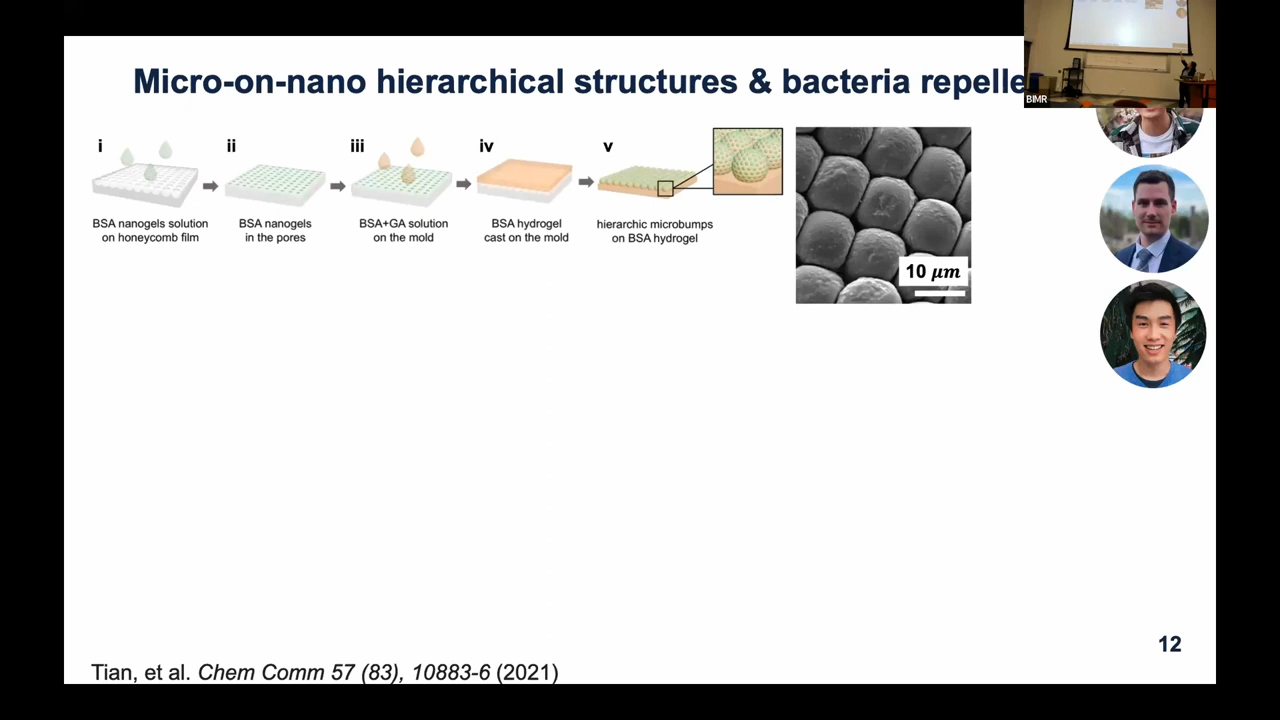 Micro-on-nano hierarchical structures & bacteria repelle
BIMR
i ii iii iv v
BSA nanogels solution
on honeycomb film
BSA nanogels
in the pores
BSA+GA solution
on the mold
BSA hydrogel
cast on the mold
hierarchic microbumps
on BSA hydrogel
10 μm
12
Tian, et al. Chem Comm 57 (83), 10883-6 (2021)